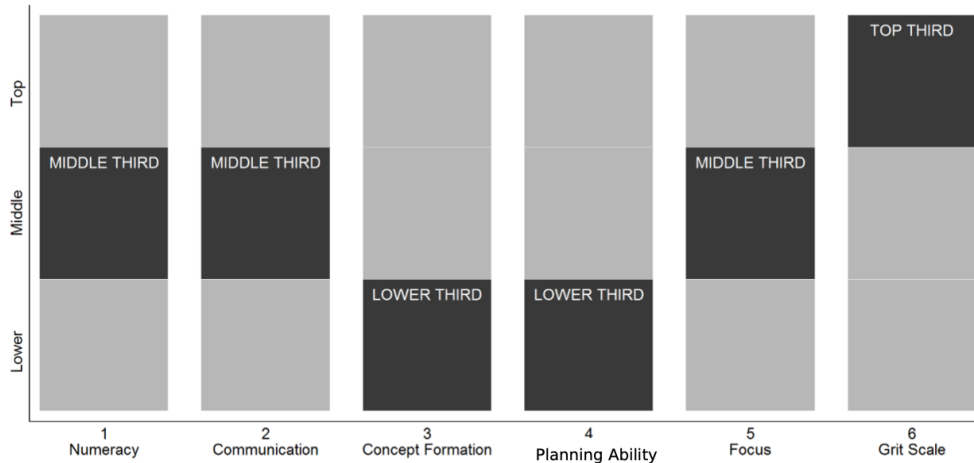 TOP THIRD
Top
MIDDLE THIRD MIDDLE THIRD MIDDLE THIRD
Middle
LOWER THIRD LOWER THIRD
Lower
1 2 3 4 5 6
Numeracy Communication Concept Formation Planning Ability Focus Grit Scale